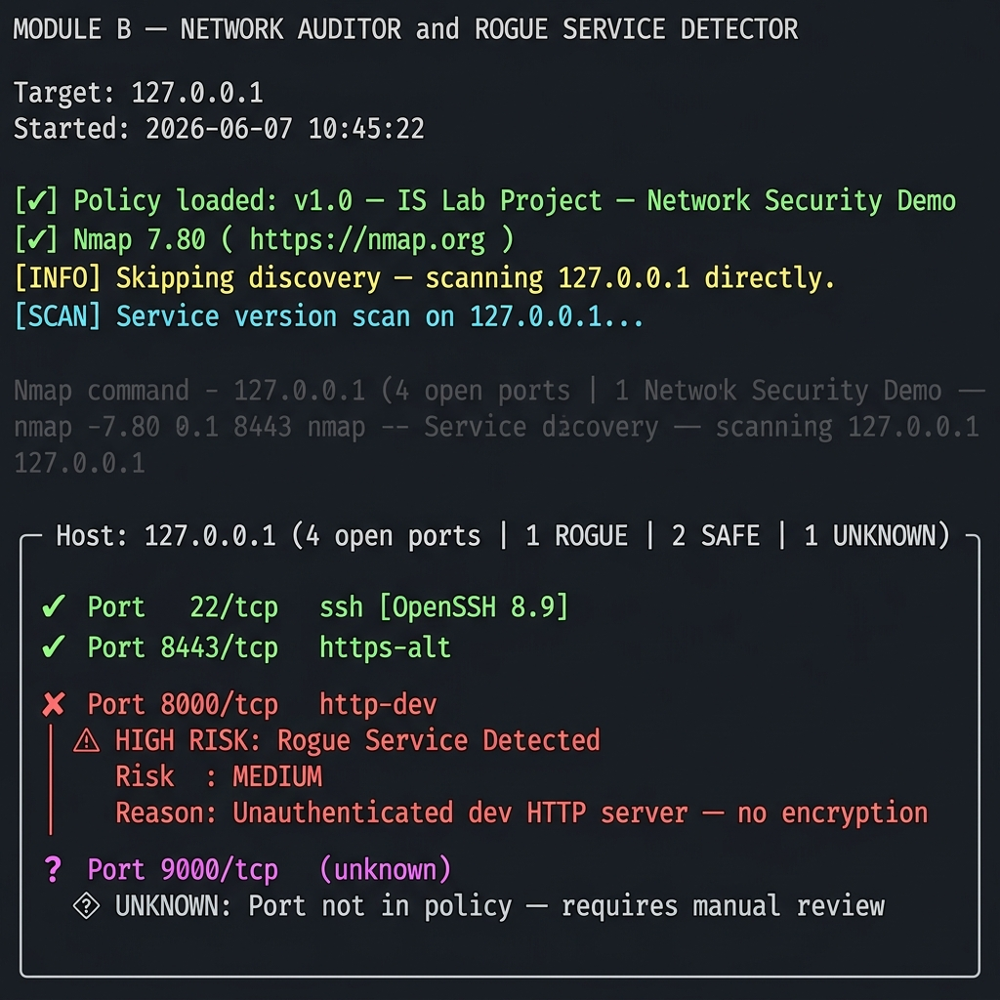 MODULE B — NETWORK AUDITOR and ROGUE SERVICE DETECTOR
Target: 127.0.0.1
Started: 2026-06-07 10:45:22
[✔] Policy loaded: v1.0 — IS Lab Project — Network Security Demo
[✔] Nmap 7.80 ( https://nmap.org )
[INFO] Skipping discovery — scanning 127.0.0.1 directly.
[SCAN] Service version scan on 127.0.0.1...
Nmap command - 127.0.0.1 (4 open ports | 1 Network Security Demo —
nmap -7.80 0.1 8443 nmap -- Service dácovery — scanning 127.0.0.1
127.0.0.1
Host: 127.0.0.1 (4 open ports | 1 ROGUE | 2 SAFE | 1 UNKNOWN)
✔ Port 22/tcp ssh [OpenSSH 8.9]
✔ Port 8443/tcp https-alt
✘ Port 8000/tcp http-dev
⚠ HIGH RISK: Rogue Service Detected
Risk : MEDIUM
Reason: Unauthenticated dev HTTP server — no encryption
? Port 9000/tcp (unknown)
UNKNOWN: Port not in policy — requires manual review